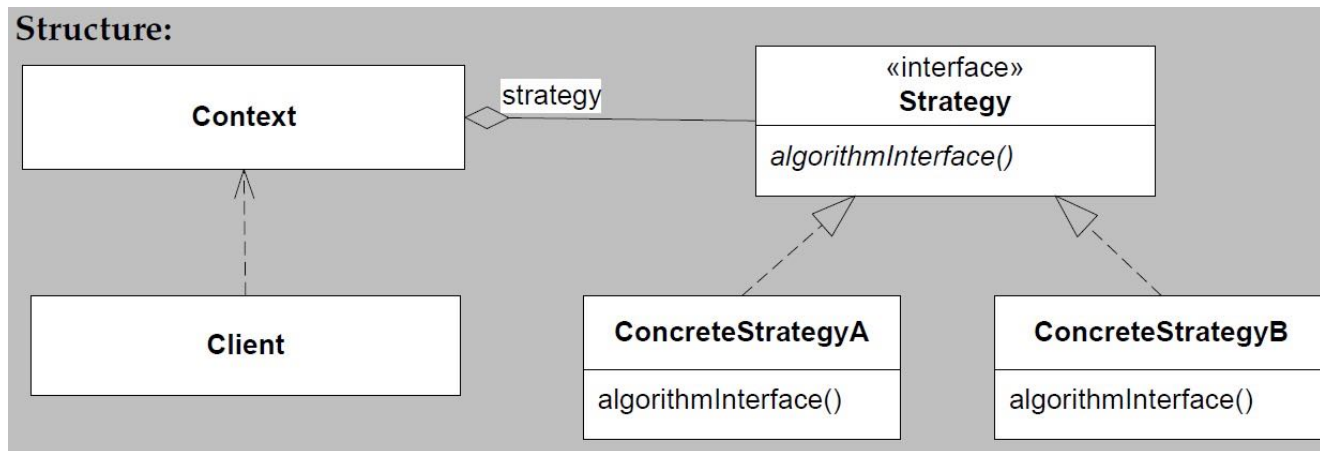 Structure:
Context
strategy
«interface»
Strategy
algorithmInterface()
Client
ConcreteStrategyA
algorithmInterface()
ConcreteStrategyB
algorithmInterface()